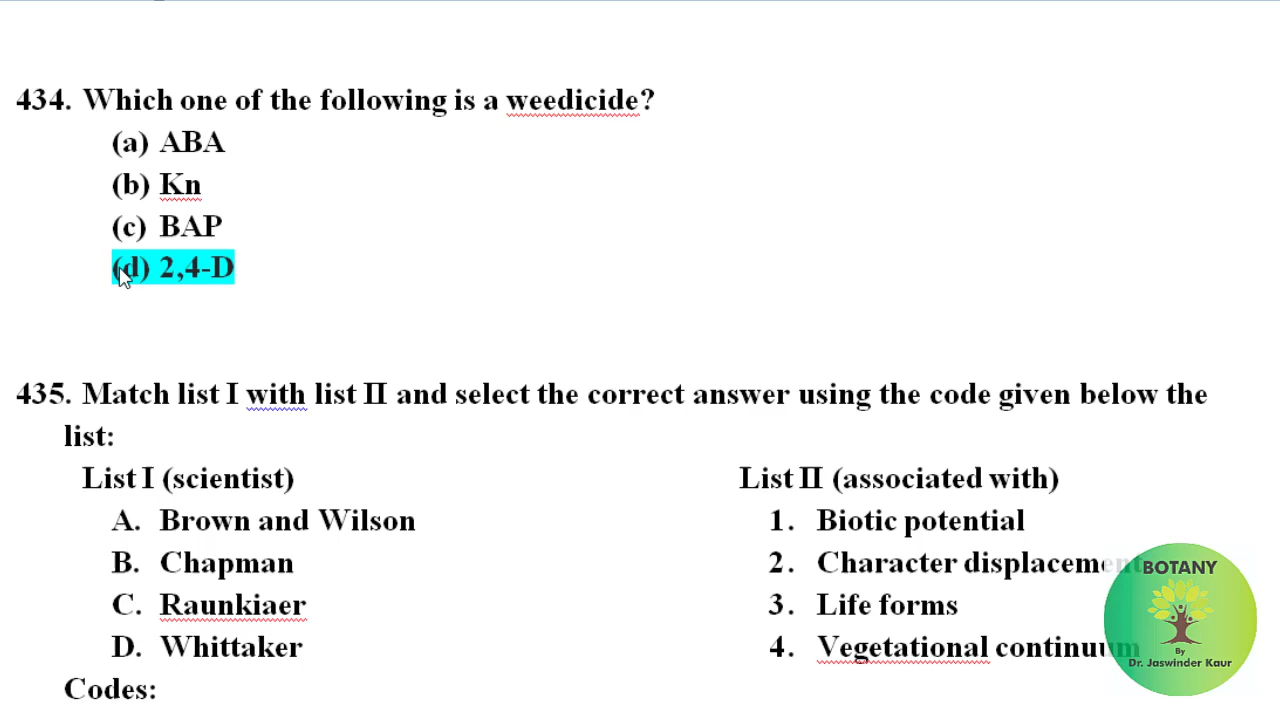 434. Which one of the following is a weedicide?
(a) ABA
(b) Kn
(c) BAP
(d) 2,4-D
435. Match list I with list II and select the correct answer using the code given below the
list:
List I (scientist) List II (associated with)
A. Brown and Wilson 1. Biotic potential
B. Chapman 2. Character displacement
C. Raunkiaer 3. Life forms
D. Whittaker 4. Vegetational continuum
Codes:
BOTANY
By
Dr. Jaswinder Kaur